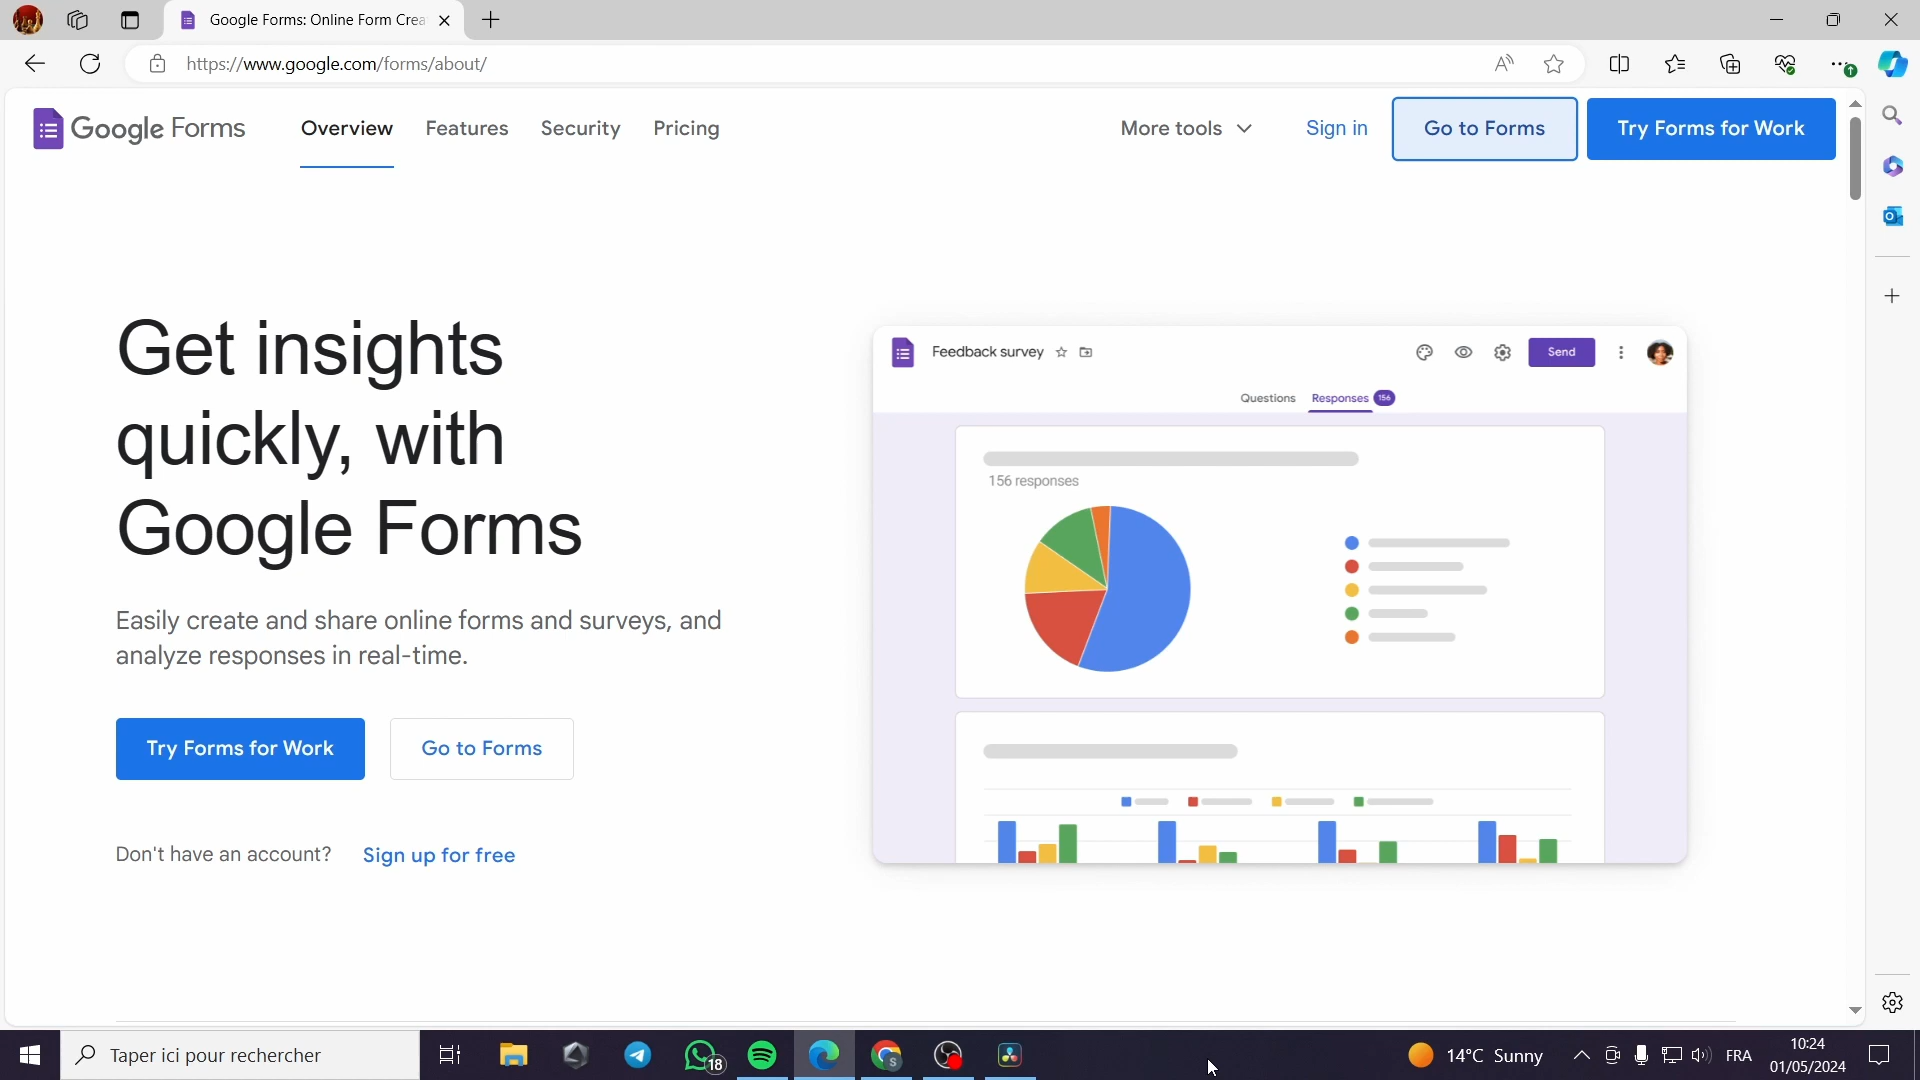 Google Forms: Online Form Crea
https://www.google.com/forms/about/
Google Forms
Overview
Features
Security
Pricing
More tools
Sign in
Go to Forms
Try Forms for Work
Get insights
quickly, with
Google Forms
Easily create and share online forms and surveys, and
analyze responses in real-time.
Try Forms for Work
Go to Forms
Don't have an account?
Sign up for free
Feedback survey
Send
Questions
Responses
156
156 responses
Taper ici pour rechercher
18
S
14°C Sunny
FRA
10:24
01/05/2024